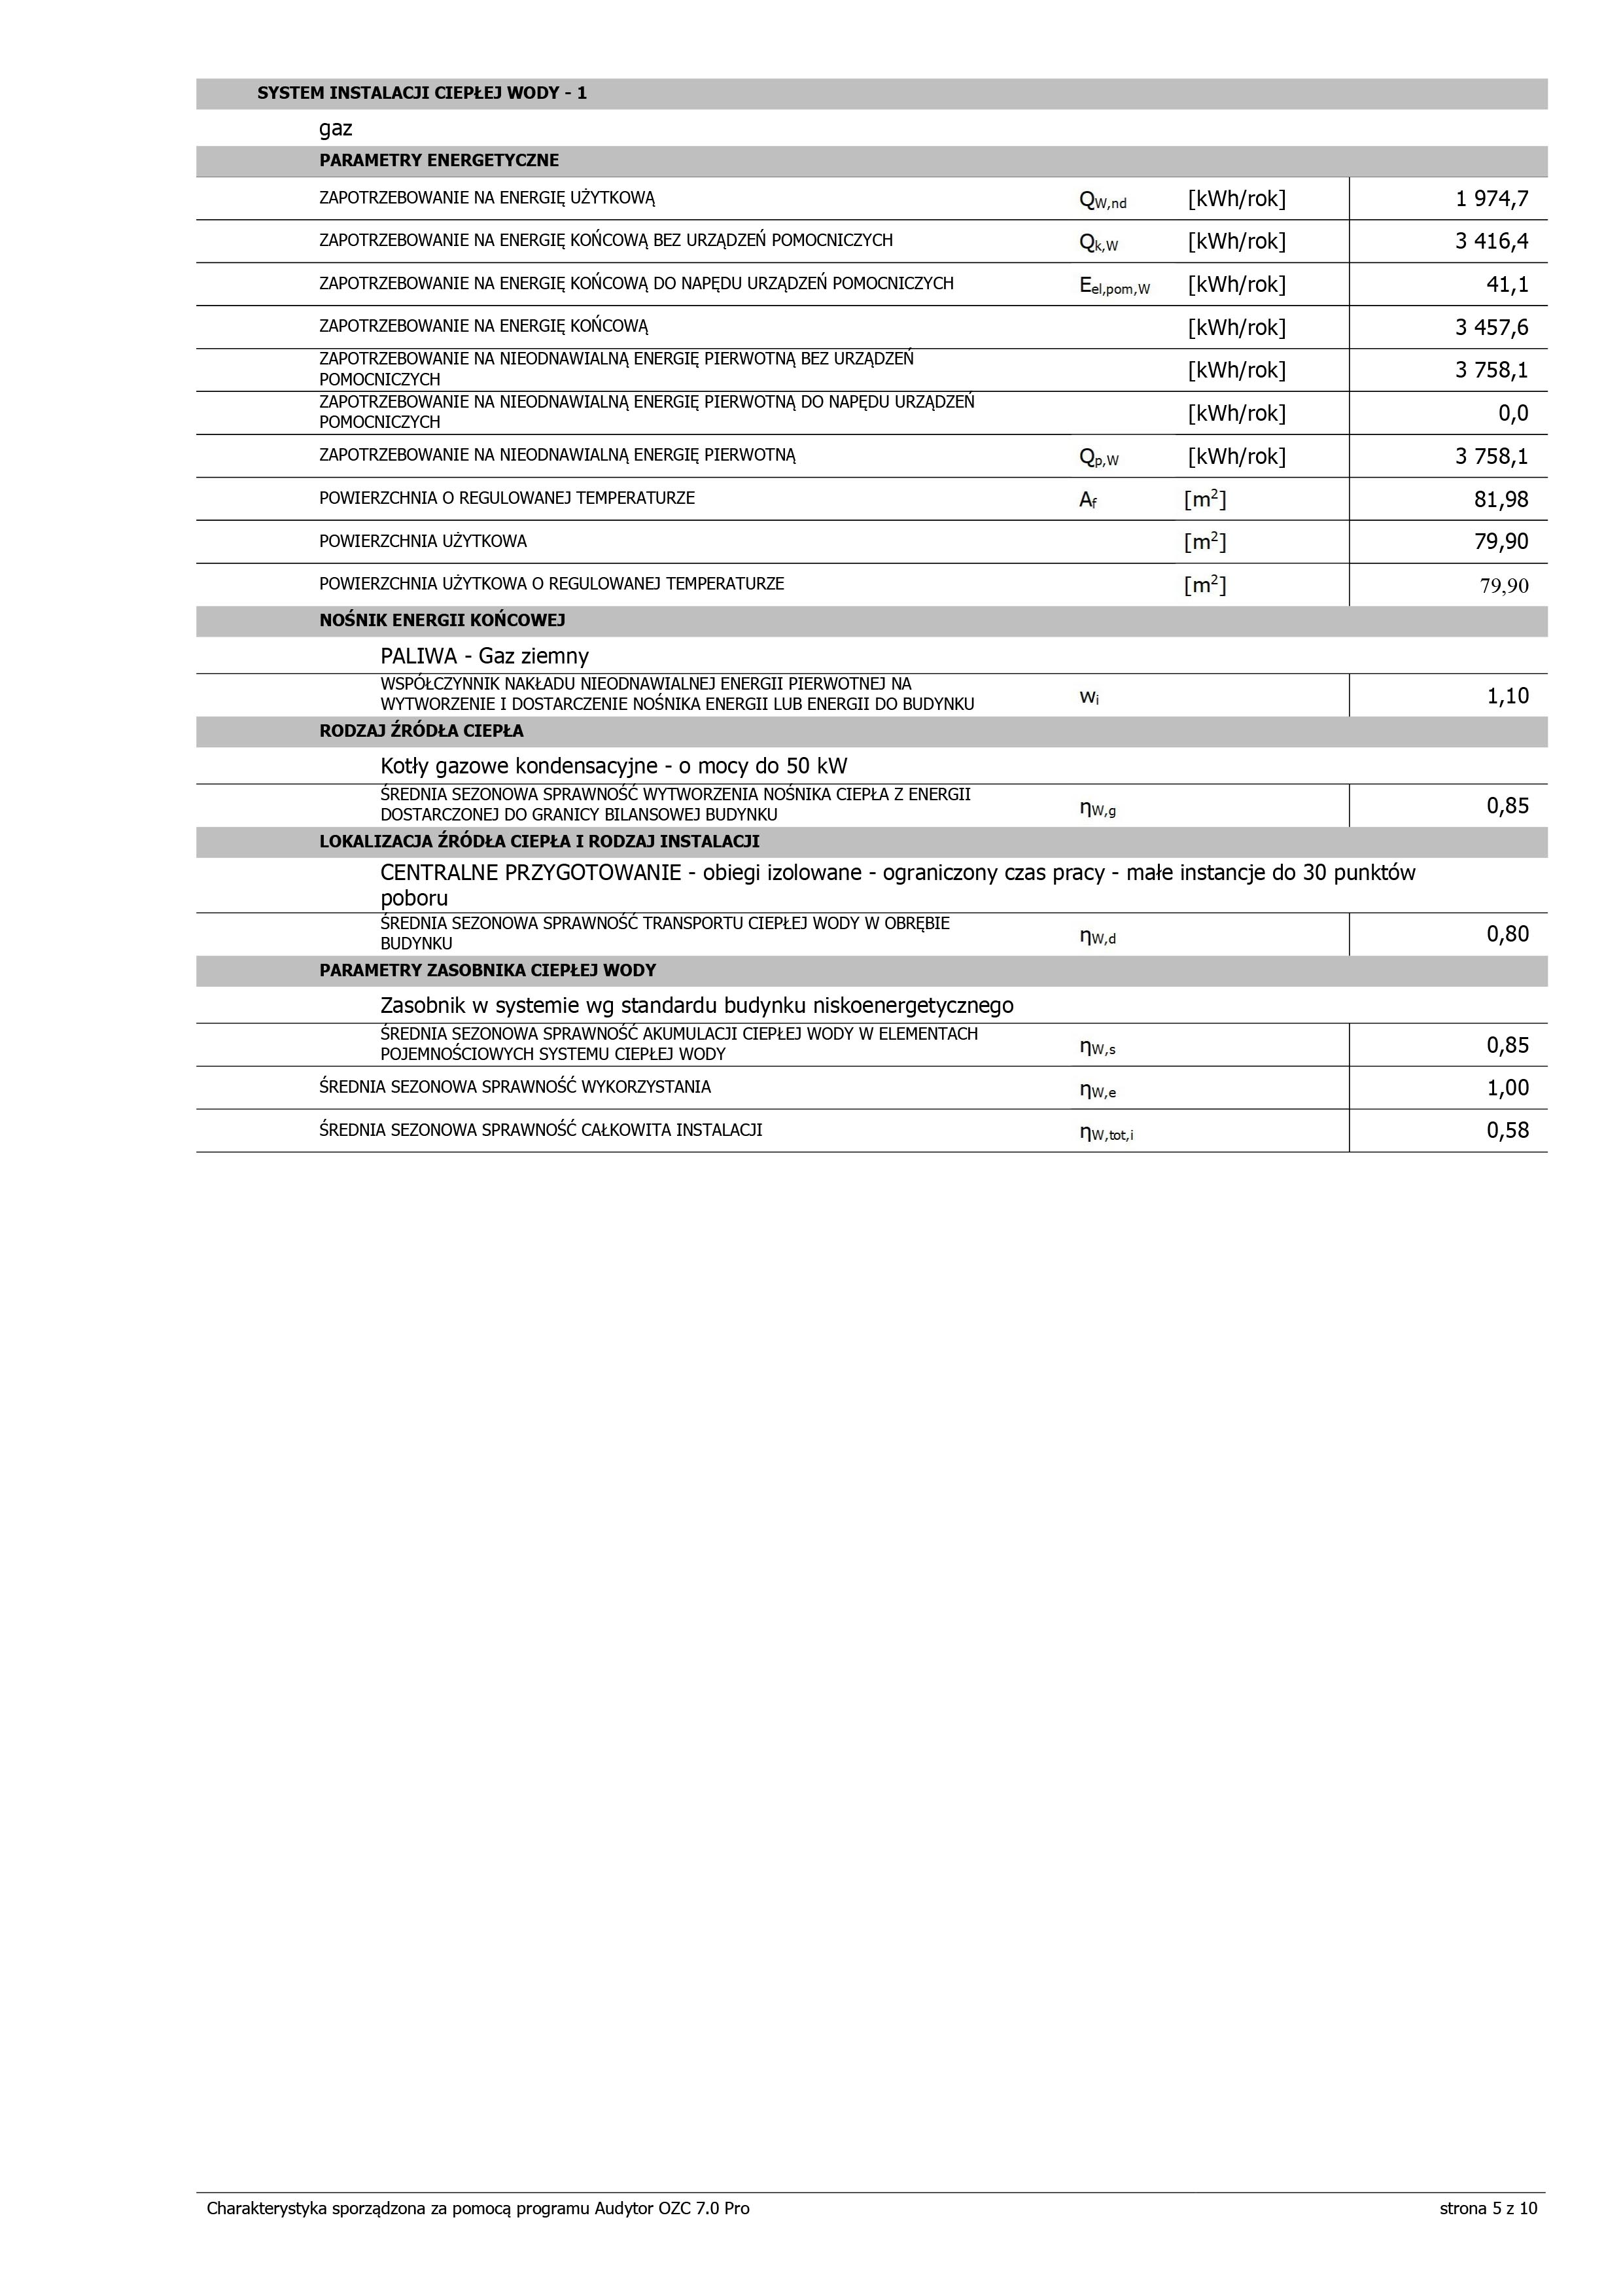 SYSTEM INSTALACJI CIEPŁEJ WODY - 1
gaz
PARAMETRY ENERGETYCZNE
ZAPOTRZEBOWANIE NA ENERGIĘ UŻYTKOWĄ QW,nd [kWh/rok] 1 974,7
ZAPOTRZEBOWANIE NA ENERGIĘ KOŃCOWĄ BEZ URZĄDZEŃ POMOCNICZYCH Qk,W [kWh/rok] 3 416,4
ZAPOTRZEBOWANIE NA ENERGIĘ KOŃCOWĄ DO NAPĘDU URZĄDZEŃ POMOCNICZYCH Eel,pom,W [kWh/rok] 41,1
ZAPOTRZEBOWANIE NA ENERGIĘ KOŃCOWĄ [kWh/rok] 3 457,6
ZAPOTRZEBOWANIE NA NIEODNAWIALNĄ ENERGIĘ PIERWOTNĄ BEZ URZĄDZEŃ
POMOCNICZYCH [kWh/rok] 3 758,1
ZAPOTRZEBOWANIE NA NIEODNAWIALNĄ ENERGIĘ PIERWOTNĄ DO NAPĘDU URZĄDZEŃ
POMOCNICZYCH [kWh/rok] 0,0
ZAPOTRZEBOWANIE NA NIEODNAWIALNĄ ENERGIĘ PIERWOTNĄ Qp,W [kWh/rok] 3 758,1
POWIERZCHNIA O REGULOWANEJ TEMPERATURZE Af [m²] 81,98
POWIERZCHNIA UŻYTKOWA [m²] 79,90
POWIERZCHNIA UŻYTKOWA O REGULOWANEJ TEMPERATURZE [m²] 79,90
NOŚNIK ENERGII KOŃCOWEJ
PALIWA - Gaz ziemny
WSPÓŁCZYNNIK NAKŁADU NIEODNAWIALNEJ ENERGII PIERWOTNEJ NA
WYTWORZENIE I DOSTARCZENIE NOŚNIKA ENERGII LUB ENERGII DO BUDYNKU wi 1,10
RODZAJ ŹRÓDŁA CIEPŁA
Kotły gazowe kondensacyjne - o mocy do 50 kW
ŚREDNIA SEZONOWA SPRAWNOŚĆ WYTWORZENIA NOŚNIKA CIEPŁA Z ENERGII
DOSTARCZONEJ DO GRANICY BILANSOWEJ BUDYNKU ηW,g 0,85
LOKALIZACJA ŹRÓDŁA CIEPŁA I RODZAJ INSTALACJI
CENTRALNE PRZYGOTOWANIE - obiegi izolowane - ograniczony czas pracy - małe instancje do 30 punktów
poboru
ŚREDNIA SEZONOWA SPRAWNOŚĆ TRANSPORTU CIEPŁEJ WODY W OBRĘBIE
BUDYNKU ηW,d 0,80
PARAMETRY ZASOBNIKA CIEPŁEJ WODY
Zasobnik w systemie wg standardu budynku niskoenergetycznego
ŚREDNIA SEZONOWA SPRAWNOŚĆ AKUMULACJI CIEPŁEJ WODY W ELEMENTACH
POJEMNOŚCIOWYCH SYSTEMU CIEPŁEJ WODY ηW,s 0,85
ŚREDNIA SEZONOWA SPRAWNOŚĆ WYKORZYSTANIA ηW,e 1,00
ŚREDNIA SEZONOWA SPRAWNOŚĆ CAŁKOWITA INSTALACJI ηW,tot,i 0,58
Charakterystyka sporządzona za pomocą programu Audytor OZC 7.0 Pro strona 5 z 10